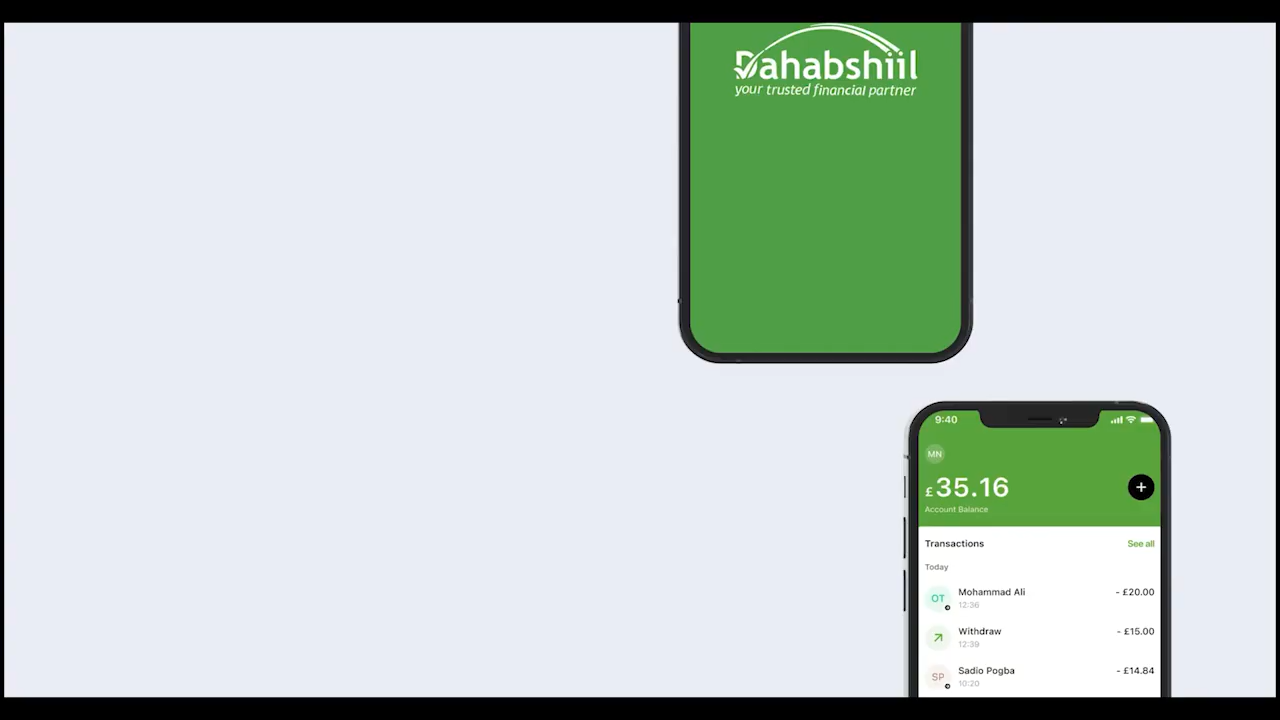 Dahabshiil
your trusted financial partner
9:40
MN
£35.16
+
Account Balance
Transactions See all
Today
OT Mohammad Ali - £20.00
12:36
Withdraw - £15.00
12:39
SP Sadio Pogba - £14.84
10:20